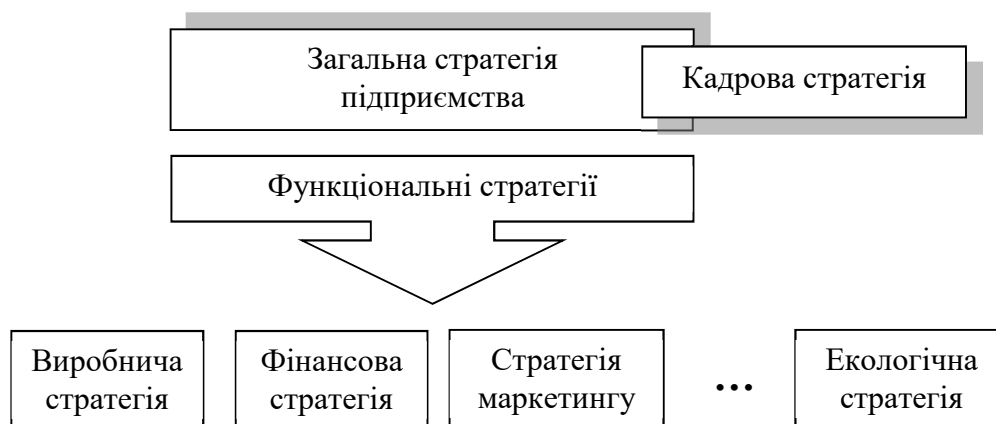 Загальна стратегія
підприємства
Кадрова стратегія
Функціональні стратегії
Виробнича
стратегія
Фінансова
стратегія
Стратегія
маркетингу
...
Екологічна
стратегія